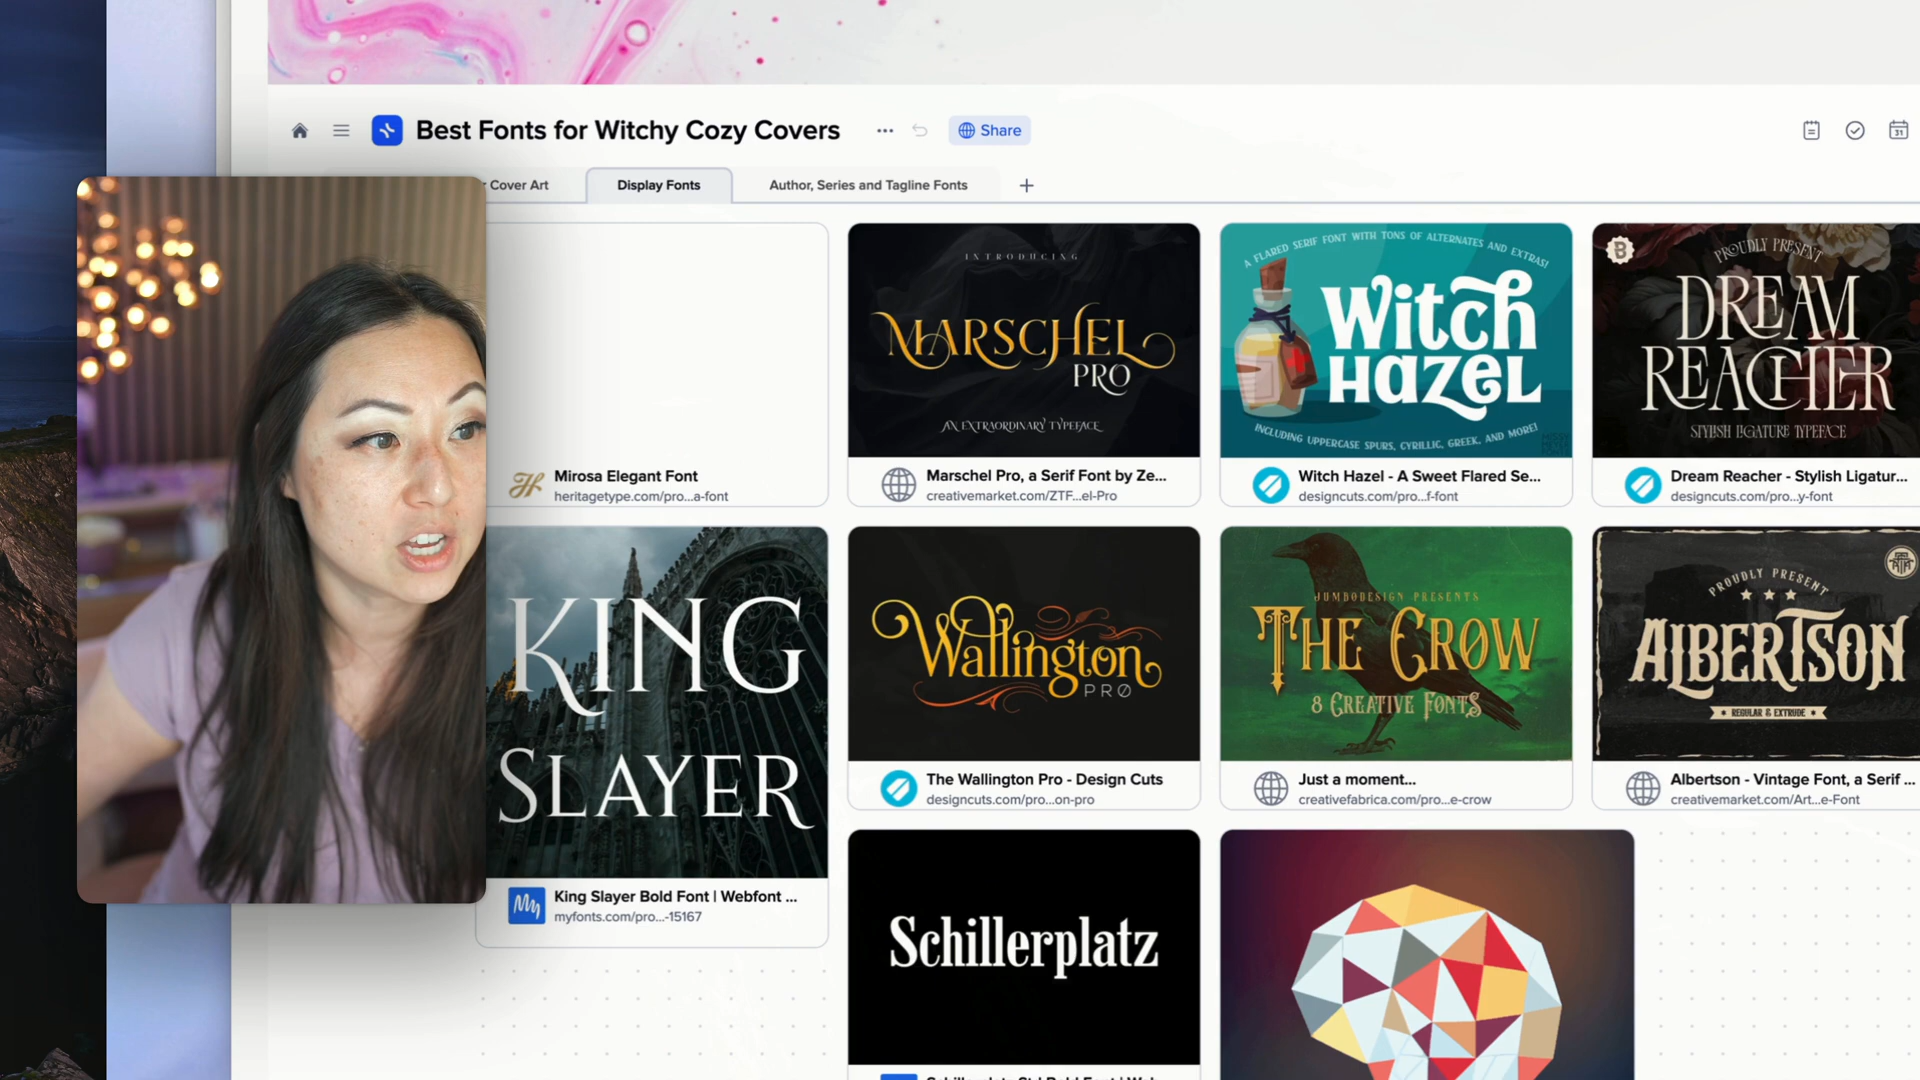 Best Fonts for Witchy Cozy Covers
Share
31
Cover Art
Display Fonts
Author, Series and Tagline Fonts
Mirosa Elegant Font
heritagetype.com/pro...a-font
INTRODUCING
MARSCHEL
PRO
AN EXTRAORDINARY TYPEFACE
Marschel Pro, a Serif Font by Ze...
creativemarket.com/ZTF...el-Pro
A FLARED SERIF FONT WITH TONS OF ALTERNATES AND EXTRAS!
Witch
Hazel
INCLUDING UPPERCASE SPURS, CYRILLIC, GREEK, AND MORE!
Witch Hazel - A Sweet Flared Se...
designcuts.com/pro...f-font
B
PROUDLY PRESENT
DREAM
REACHER
STYLISH LIGATURE TYPEFACE
Dream Reacher - Stylish Ligatur...
designcuts.com/pro...y-font
KING
SLAYER
King Slayer Bold Font | Webfont ...
myfonts.com/pro...-15167
Wallington
PRO
The Wallington Pro - Design Cuts
designcuts.com/pro...on-pro
JUMBODESIGN PRESENTS
THE CROW
8 CREATIVE FONTS
Just a moment...
creativefabrica.com/pro...e-crow
PROUDLY PRESENT
ALBERTSON
REGULAR & EXTRUDE
Albertson - Vintage Font, a Serif ...
creativemarket.com/Art...e-Font
Schillerplatz